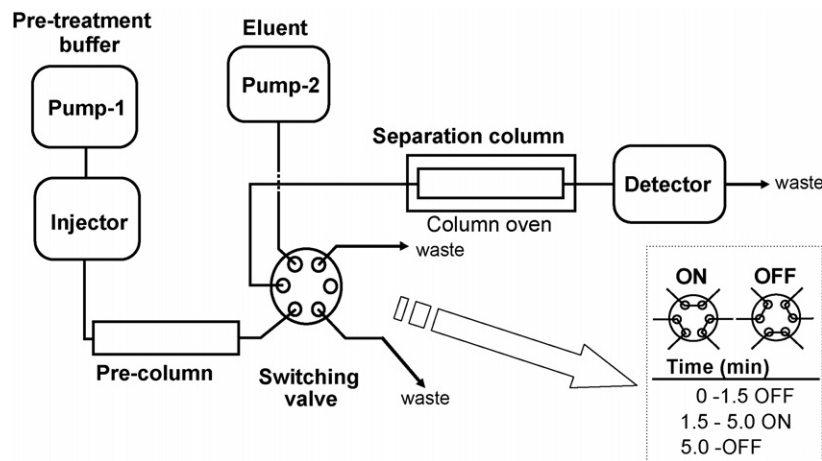 Pre-treatment
buffer
Pump-1
Injector
Pre-column
Eluent
Pump-2
Switching
valve
waste
waste
Separation column
Column oven
Detector
waste
ON OFF
Time (min)
0 -1.5 OFF
1.5 - 5.0 ON
5.0 -OFF